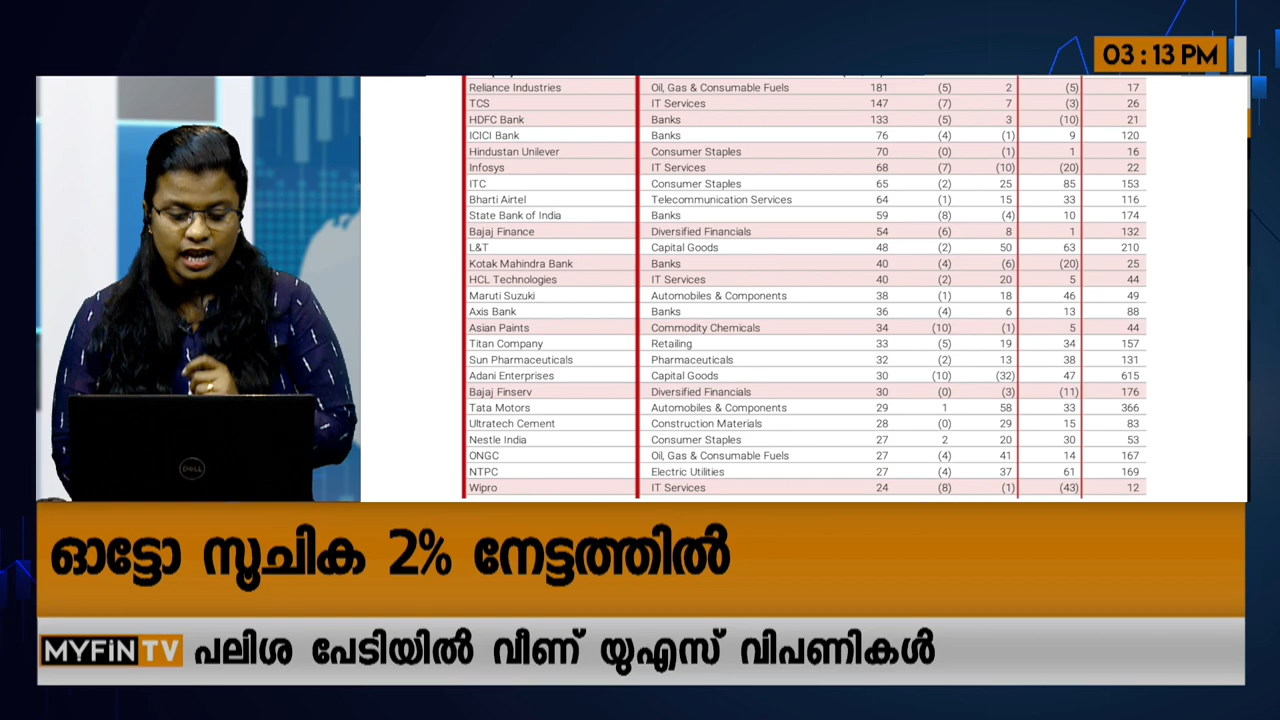 03 : 13 PM
Reliance Industries Oil, Gas & Consumable Fuels 181 (5) 2 (5) 17
TCS IT Services 147 (7) 7 (3) 26
HDFC Bank Banks 133 (5) 3 (10) 21
ICICI Bank Banks 76 (4) (1) 9 120
Hindustan Unilever Consumer Staples 70 (0) (1) 1 16
Infosys IT Services 68 (7) (10) (20) 22
ITC Consumer Staples 65 (2) 25 85 153
Bharti Airtel Telecommunication Services 64 (1) 15 33 116
State Bank of India Banks 59 (8) (4) 10 174
Bajaj Finance Diversified Financials 54 (6) 8 1 132
L&T Capital Goods 48 (2) 50 63 210
Kotak Mahindra Bank Banks 40 (4) (6) (20) 25
HCL Technologies IT Services 40 (2) 20 5 44
Maruti Suzuki Automobiles & Components 38 (1) 18 46 49
Axis Bank Banks 36 (4) 6 13 88
Asian Paints Commodity Chemicals 34 (10) (1) 5 44
Titan Company Retailing 33 (5) 19 34 157
Sun Pharmaceuticals Pharmaceuticals 32 (2) 13 38 131
Adani Enterprises Capital Goods 30 (10) (32) 47 615
Bajaj Finserv Diversified Financials 30 (0) (3) (11) 176
Tata Motors Automobiles & Components 29 1 58 33 366
Ultratech Cement Construction Materials 28 (0) 29 15 83
Nestle India Consumer Staples 27 2 20 30 53
ONGC Oil, Gas & Consumable Fuels 27 (4) 41 14 167
NTPC Electric Utilities 27 (4) 37 61 169
Wipro IT Services 24 (8) (1) (43) 12
DELL
ഓട്ടോ സൂചിക 2% നേട്ടത്തിൽ
MYFiN TV പലിശ പേടിയിൽ വീണ് യുഎസ് വിപണികൾ